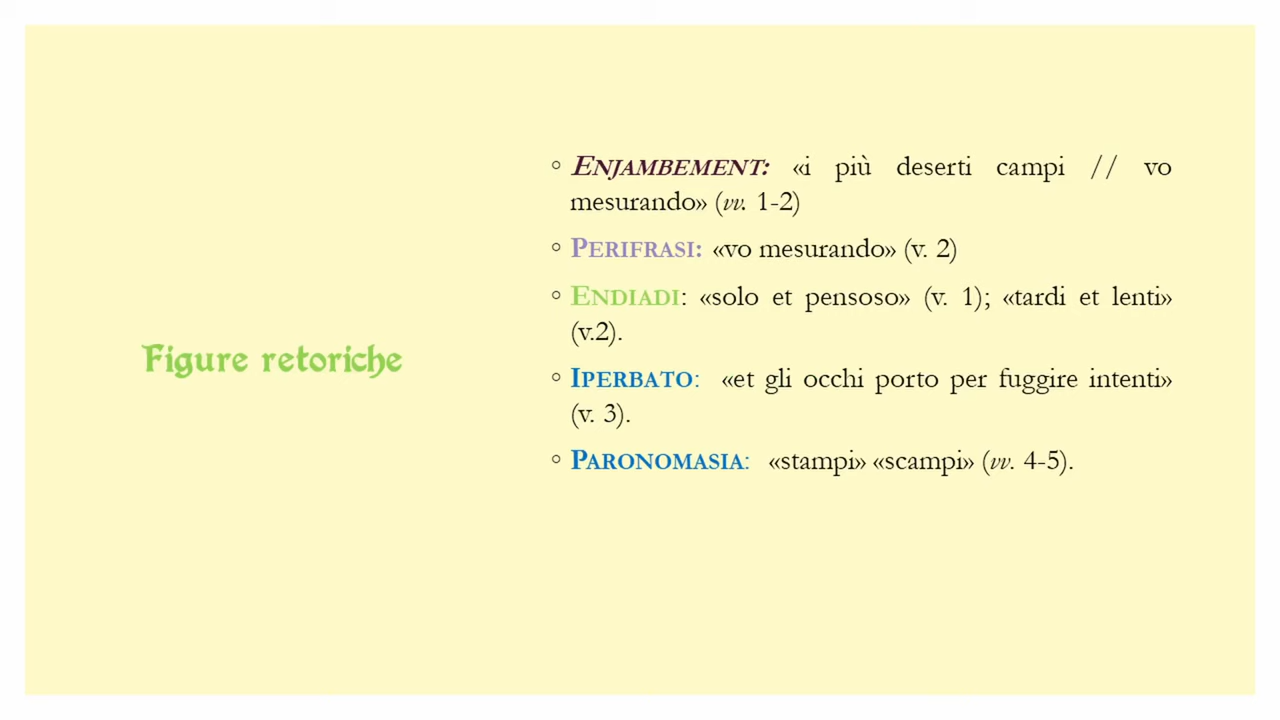 Figure retoriche
◦ ENJAMBEMENT: «i più deserti campi // vo
mesurando» (vv. 1-2)
◦ PERIFRASI: «vo mesurando» (v. 2)
◦ ENDIADI: «solo et pensoso» (v. 1); «tardi et lenti»
(v.2).
◦ IPERBATO: «et gli occhi porto per fuggire intenti»
(v. 3).
◦ PARONOMASIA: «stampi» «scampi» (vv. 4-5).